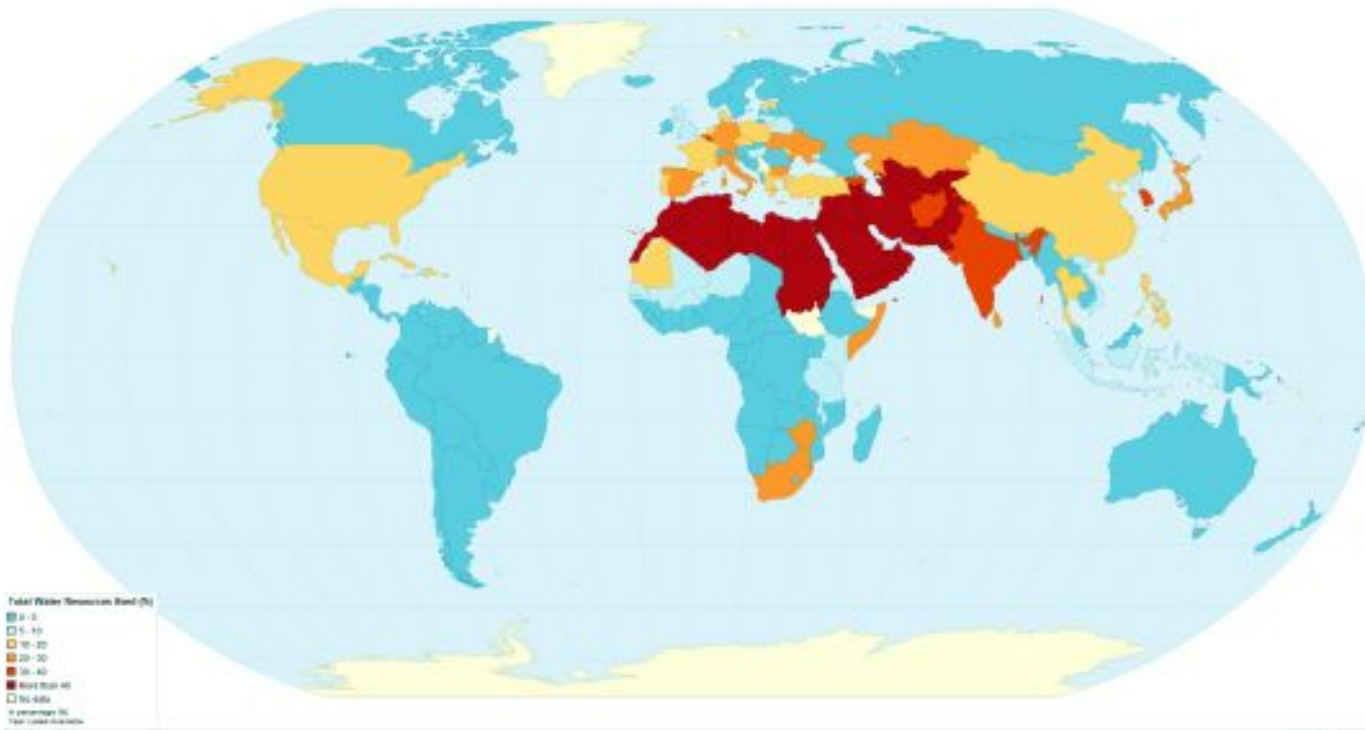 Total Water Resources Used (%)
0 - 5
5 - 10
10 - 20
20 - 30
30 - 40
More than 40
No data